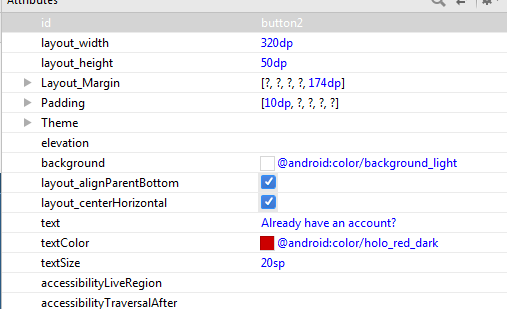 Attributes
id button2
layout_width 320dp
layout_height 50dp
Layout_Margin [?, ?, ?, ?, 174dp]
Padding [10dp, ?, ?, ?, ?]
Theme
elevation
background @android:color/background_light
layout_alignParentBottom
layout_centerHorizontal
text Already have an account?
textColor @android:color/holo_red_dark
textSize 20sp
accessibilityLiveRegion
accessibilityTraversalAfter